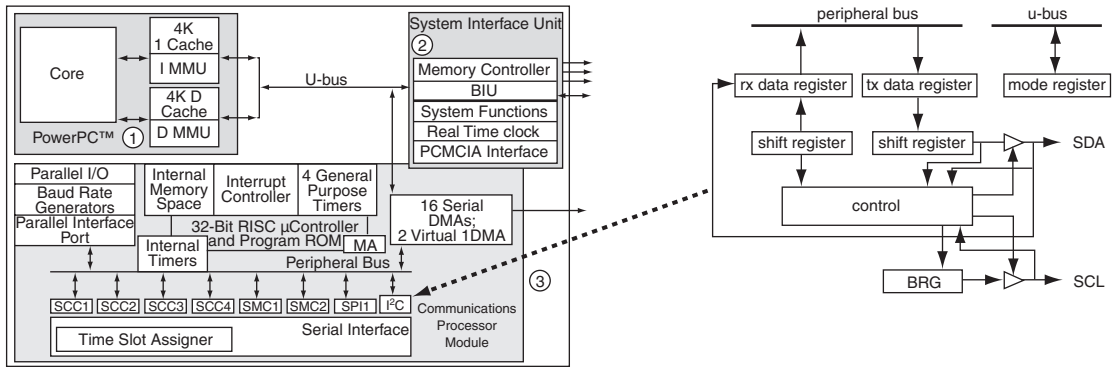 Core
PowerPC™
①
4K
1 Cache
I MMU
4K D
Cache
D MMU
U-bus
System Interface Unit
②
Memory Controller
BIU
System Functions
Real Time clock
PCMCIA Interface
Parallel I/O
Baud Rate
Generators
Parallel Interface
Port
Internal
Memory
Space
Interrupt
Controller
4 General
Purpose
Timers
32-Bit RISC µController
and Program ROM
MA
Internal
Timers
Peripheral Bus
16 Serial
DMAs;
2 Virtual 1DMA
③
SCC1
SCC2
SCC3
SCC4
SMC1
SMC2
SPI1
I²C
Serial Interface
Time Slot Assigner
Communications
Processor
Module
peripheral bus
u-bus
rx data register
tx data register
mode register
shift register
shift register
SDA
control
BRG
SCL